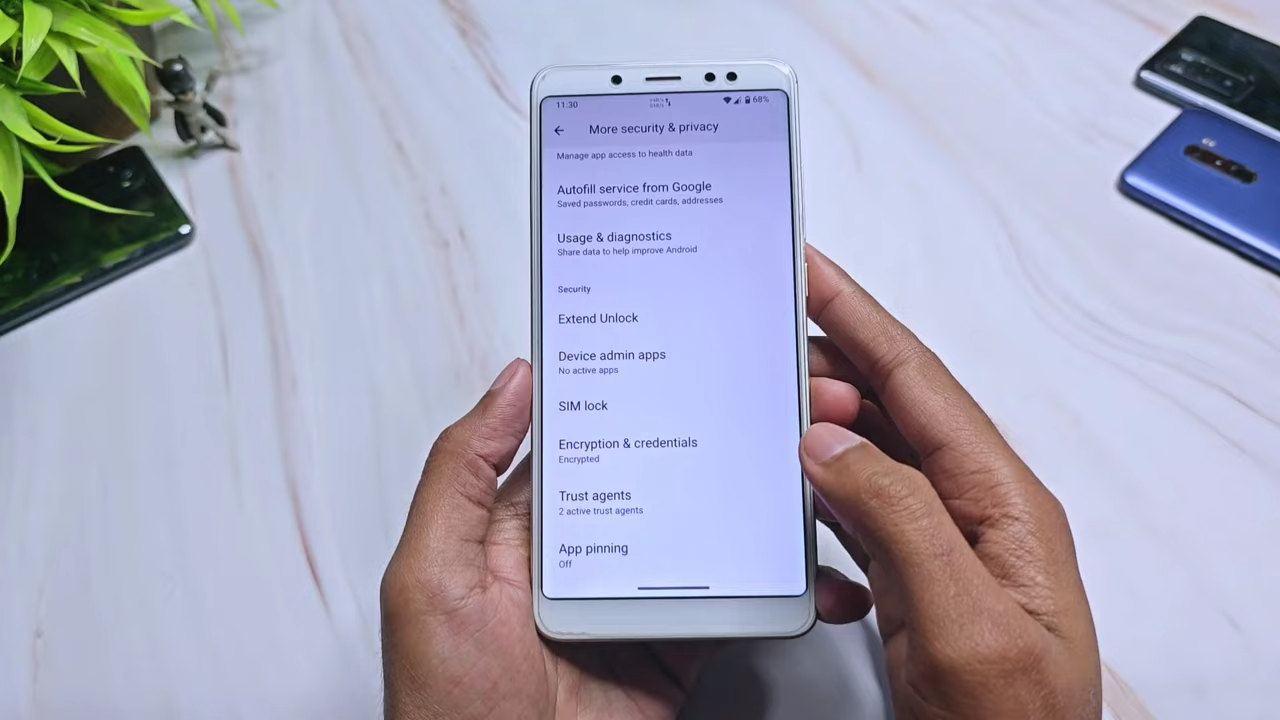 11:30
68%
More security & privacy
Manage app access to health data
Autofill service from Google
Saved passwords, credit cards, addresses
Usage & diagnostics
Share data to help improve Android
Security
Extend Unlock
Device admin apps
No active apps
SIM lock
Encryption & credentials
Encrypted
Trust agents
2 active trust agents
App pinning
Off